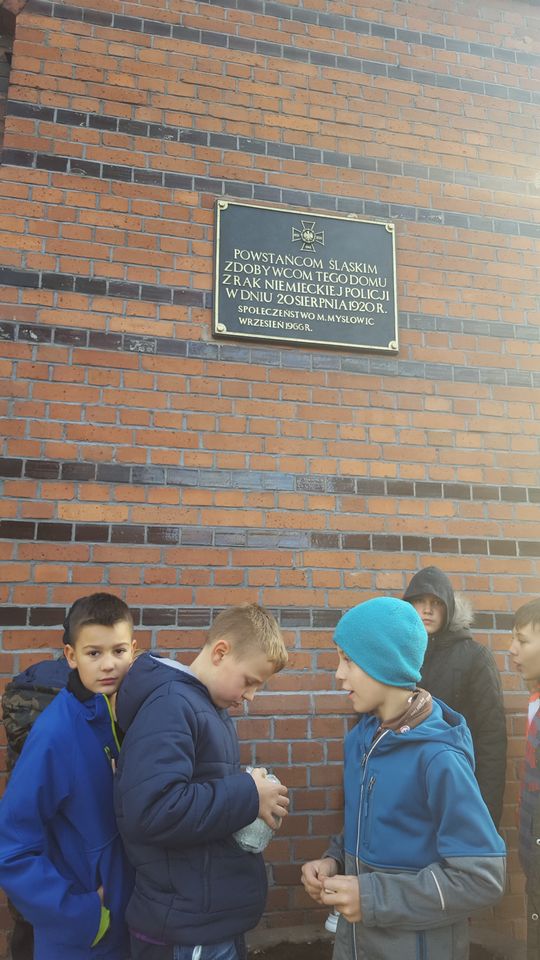 POWSTAŃCOM ŚLĄSKIM
ZDOBYWCOM TEGO DOMU
Z RĄK NIEMIECKIEJ POLICJI
W DNIU 20 SIERPNIA 1920 R.
SPOŁECZEŃSTWO M. MYSŁOWIC
WRZESIEŃ 1966 R.